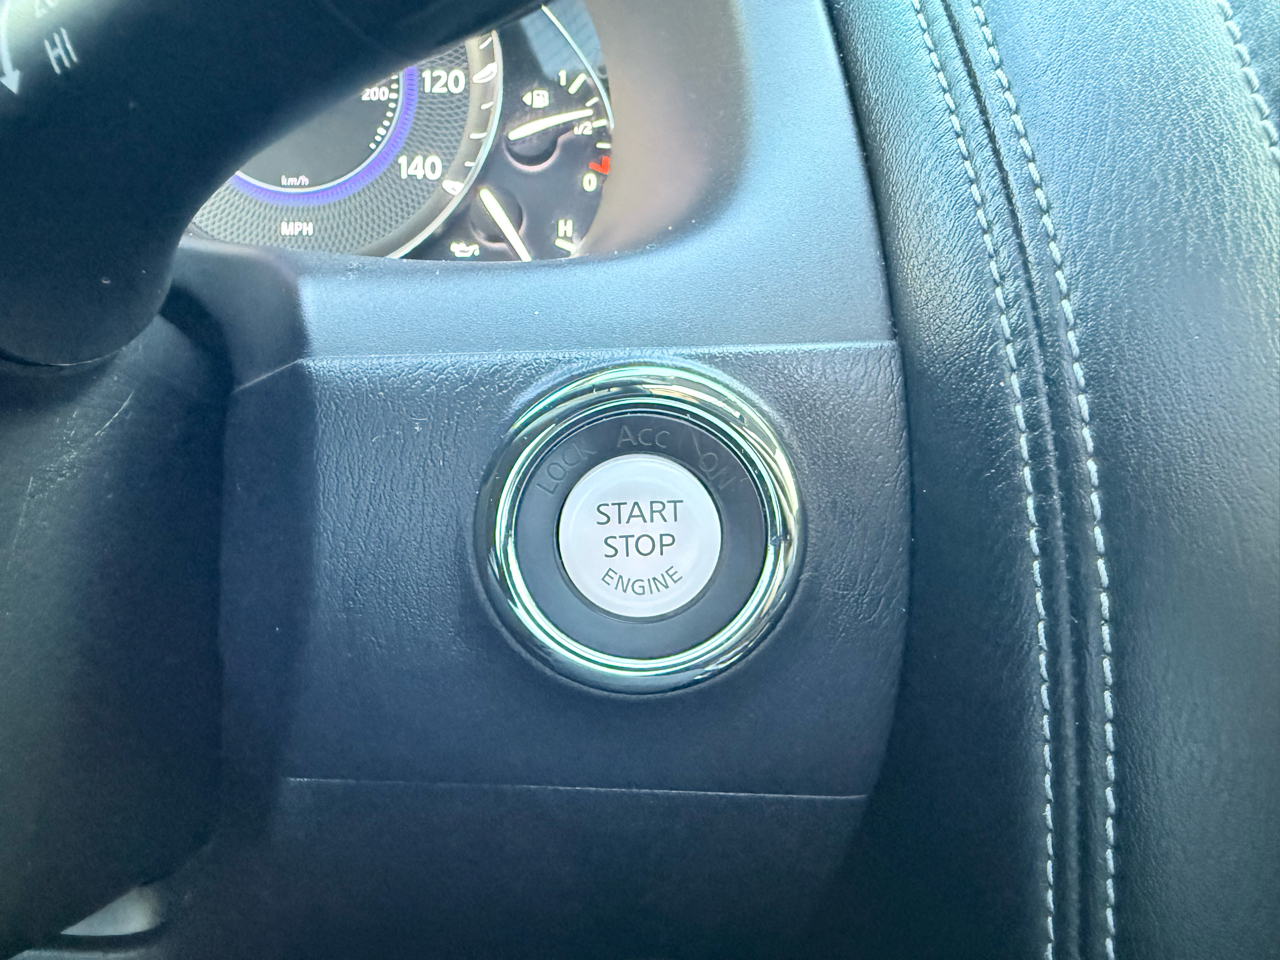 HI
120
200
140
km/h
MPH
1
1/2
0
H
LOCK ACC ON
START
STOP
ENGINE